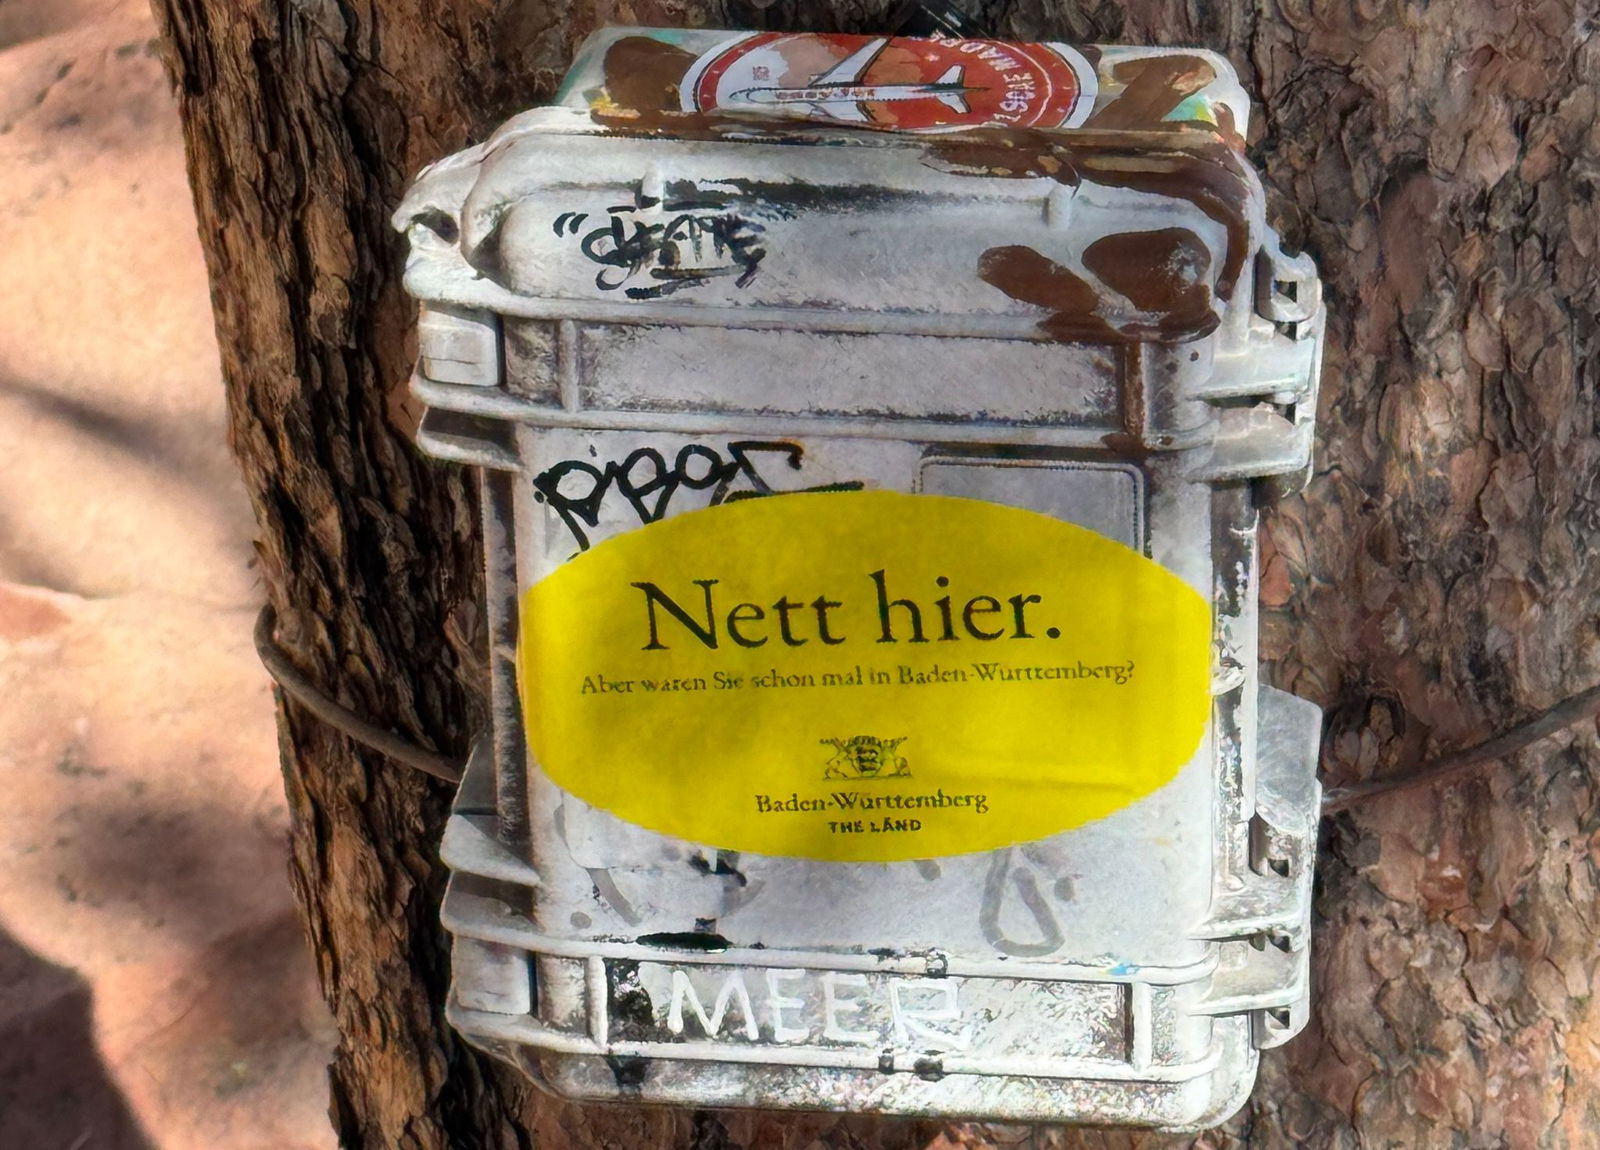 Nett hier.
Aber waren Sie schon mal in Baden-Württemberg?
Baden-Württemberg
THE LÄND
MEER